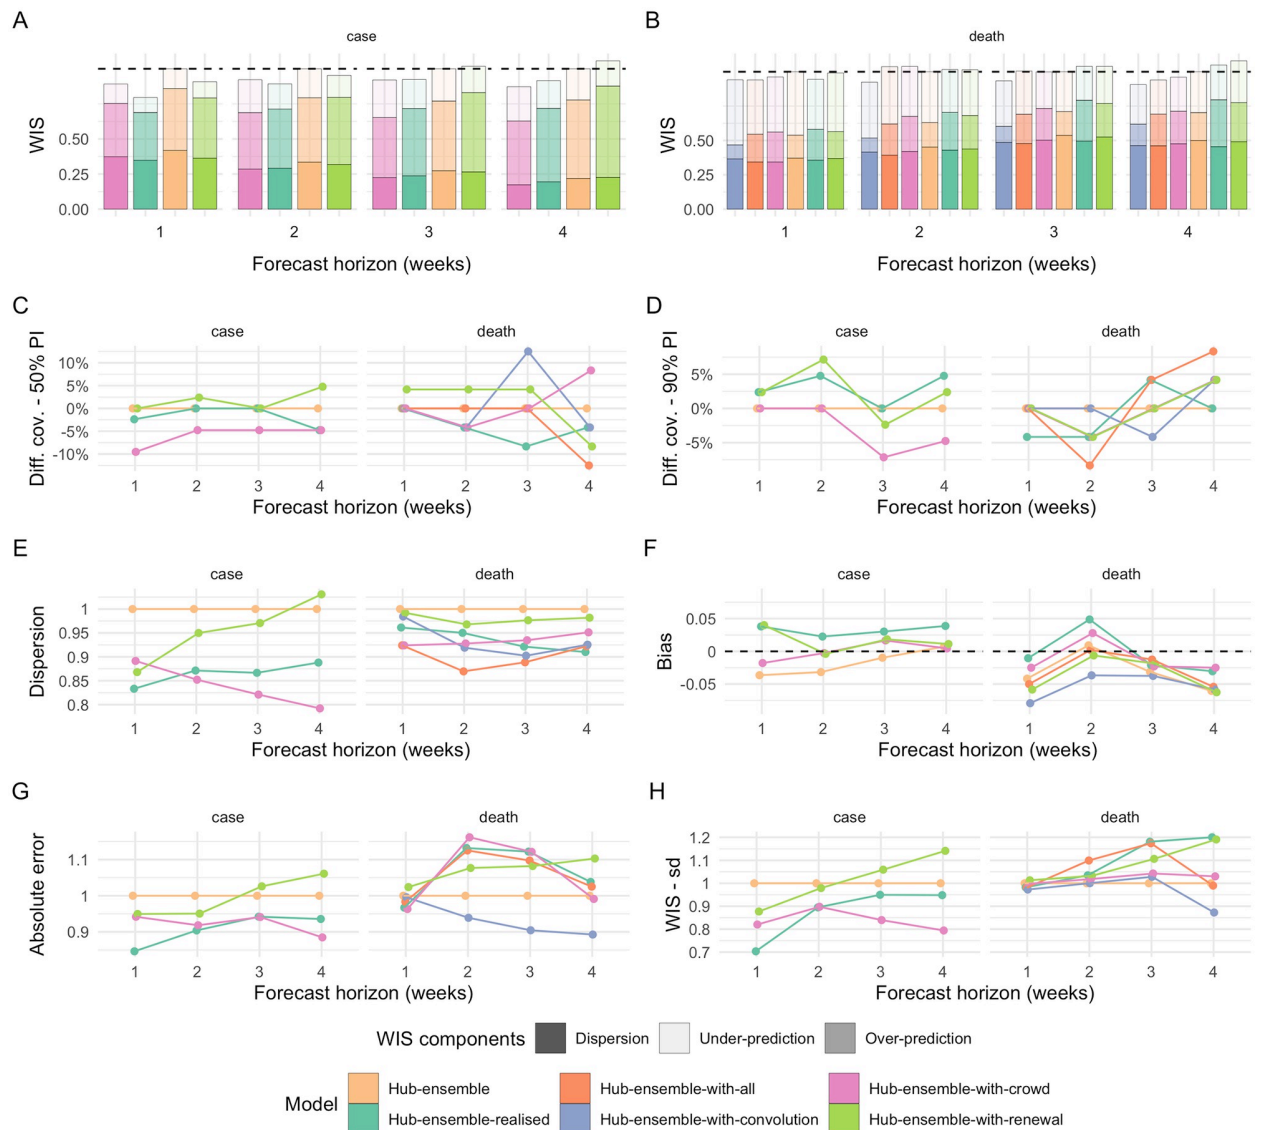 A
B
case
death
WIS
0.50
0.25
0.00
1 2 3 4
Forecast horizon (weeks)
WIS
0.50
0.25
0.00
1 2 3 4
Forecast horizon (weeks)
C
D
case death
Diff. cov. - 50% PI
10%
5%
0%
-5%
-10%
1 2 3 4 1 2 3 4
Forecast horizon (weeks)
case death
Diff. cov. - 90% PI
5%
0%
-5%
1 2 3 4 1 2 3 4
Forecast horizon (weeks)
E
F
case death
Dispersion
1
0.95
0.9
0.85
0.8
1 2 3 4 1 2 3 4
Forecast horizon (weeks)
case death
Bias
0.05
0
-0.05
1 2 3 4 1 2 3 4
Forecast horizon (weeks)
G
H
case death
Absolute error
1.1
1
0.9
1 2 3 4 1 2 3 4
Forecast horizon (weeks)
case death
WIS - sd
1.2
1.1
1
0.9
0.8
0.7
1 2 3 4 1 2 3 4
Forecast horizon (weeks)
WIS components Dispersion Under-prediction Over-prediction
Model
Hub-ensemble Hub-ensemble-with-all Hub-ensemble-with-crowd
Hub-ensemble-realised Hub-ensemble-with-convolution Hub-ensemble-with-renewal